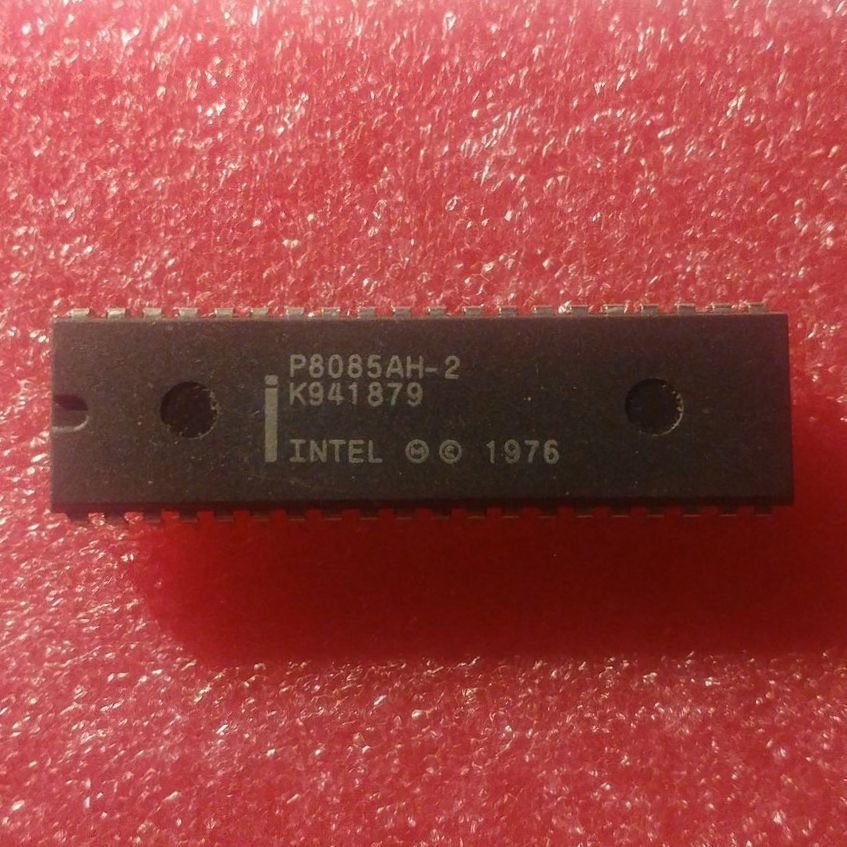 P8085AH-2
K941879
i INTEL Ⓜ © 1976